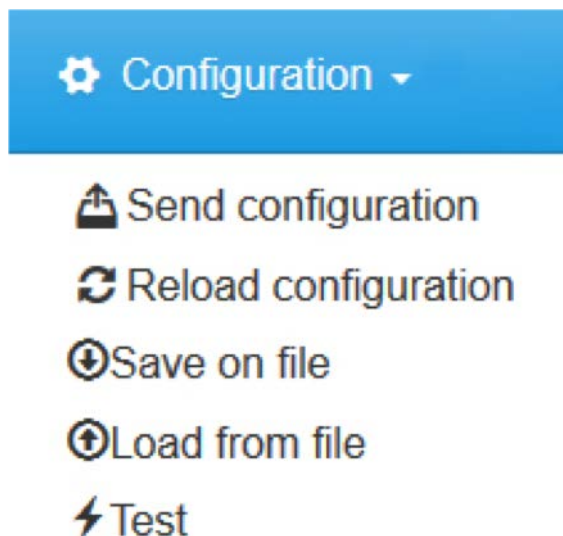 Configuration
Send configuration
Reload configuration
Save on file
Load from file
Test